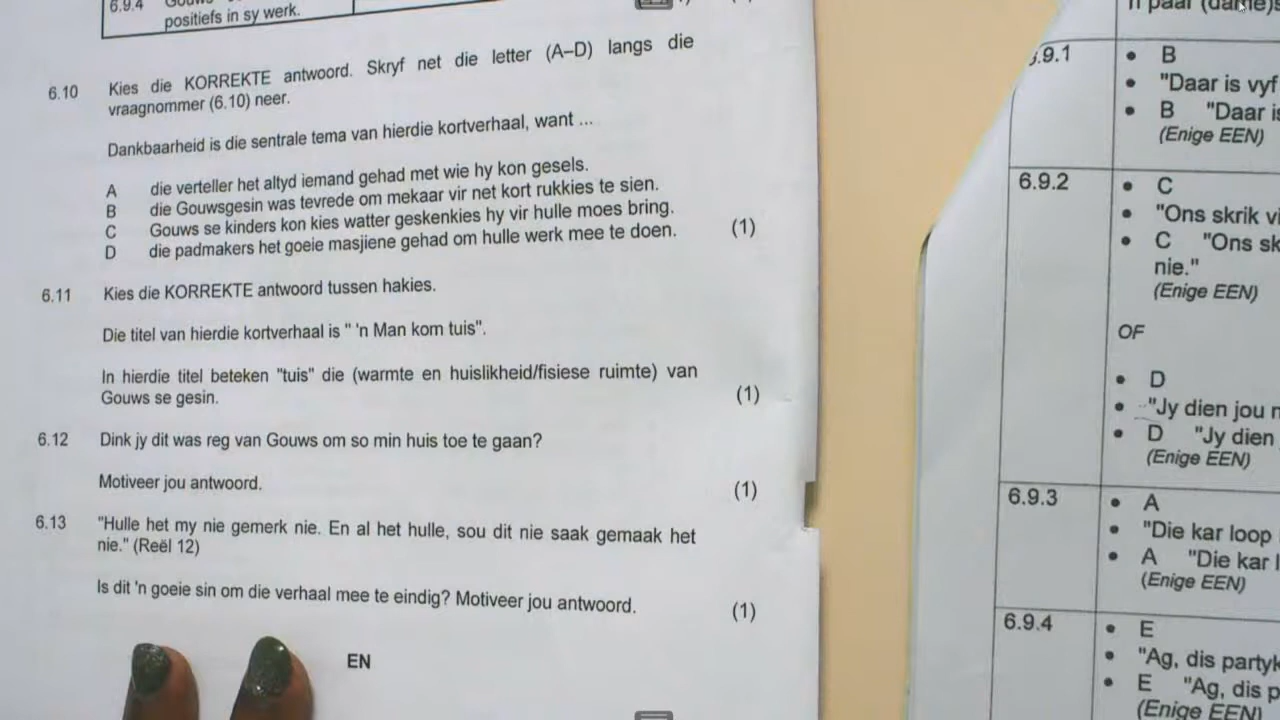 6.9.4
positiefs in sy werk.
6.10 Kies die KORREKTE antwoord. Skryf net die letter (A–D) langs die
vraagnommer (6.10) neer.
Dankbaarheid is die sentrale tema van hierdie kortverhaal, want ...
A die verteller het altyd iemand gehad met wie hy kon gesels.
B die Gouwsgesin was tevrede om mekaar vir net kort rukkies te sien.
C Gouws se kinders kon kies watter geskenkies hy vir hulle moes bring.
D die padmakers het goeie masjiene gehad om hulle werk mee te doen. (1)
6.11 Kies die KORREKTE antwoord tussen hakies.
Die titel van hierdie kortverhaal is " 'n Man kom tuis".
In hierdie titel beteken "tuis" die (warmte en huislikheid/fisiese ruimte) van
Gouws se gesin. (1)
6.12 Dink jy dit was reg van Gouws om so min huis toe te gaan?
Motiveer jou antwoord. (1)
6.13 "Hulle het my nie gemerk nie. En al het hulle, sou dit nie saak gemaak het
nie." (Reël 12)
Is dit 'n goeie sin om die verhaal mee te eindig? Motiveer jou antwoord. (1)
EN
'n paar (dae
.9.1 • B
• "Daar is vyf
• B "Daar is
(Enige EEN)
6.9.2 • C
• "Ons skrik
• C "Ons sk
nie."
(Enige EEN)
OF
• D
• "Jy dien jou
• D "Jy dien
(Enige EEN)
6.9.3 • A
• "Die kar loop
• A "Die kar l
(Enige EEN)
6.9.4 • E
• "Ag, dis partyk
• E "Ag, dis p
(Enige EEN)